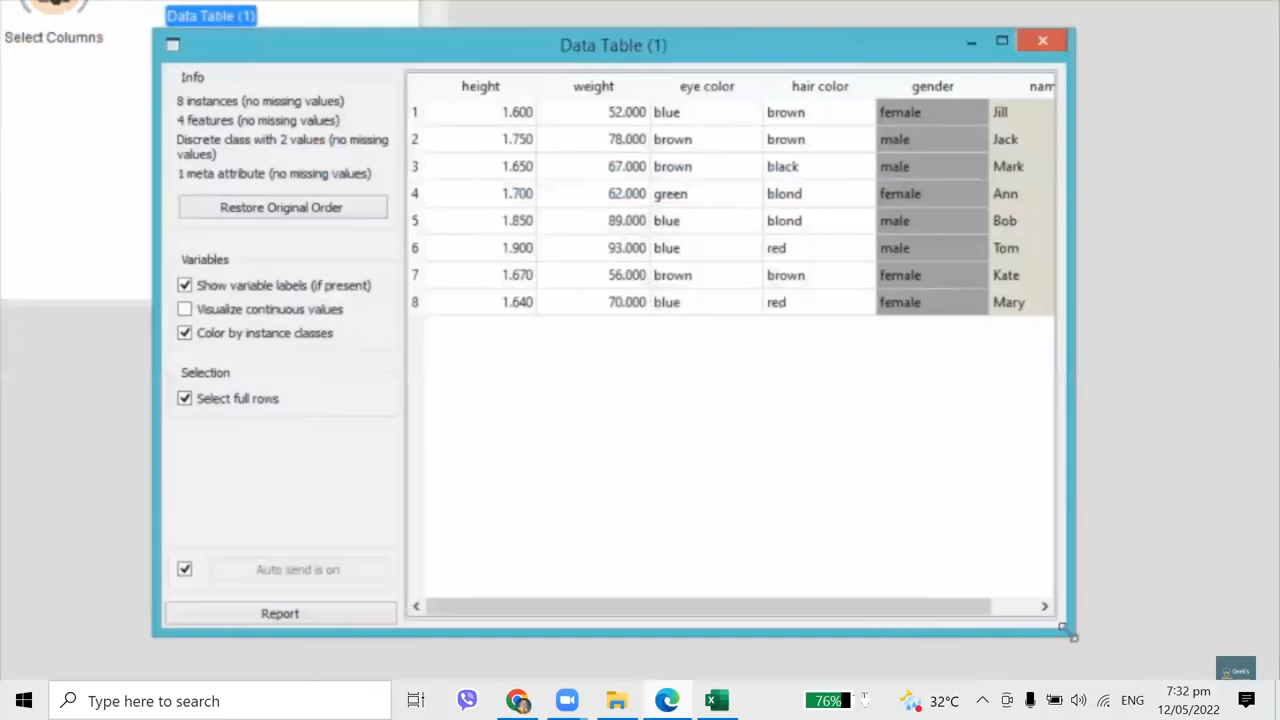 Select Columns
Data Table (1)
Data Table (1)
Info
8 instances (no missing values)
4 features (no missing values)
Discrete class with 2 values (no missing
values)
1 meta attribute (no missing values)
Restore Original Order
Variables
Show variable labels (if present)
Visualize continuous values
Color by instance classes
Selection
Select full rows
Auto send is on
Report
height weight eye color hair color gender nam
1 1.600 52.000 blue brown female Jill
2 1.750 78.000 brown brown male Jack
3 1.650 67.000 brown black male Mark
4 1.700 62.000 green blond female Ann
5 1.850 89.000 blue blond male Bob
6 1.900 93.000 blue red male Tom
7 1.670 56.000 brown brown female Kate
8 1.640 70.000 blue red female Mary
Geek's
Type here to search
76%
32°C
ENG
7:32 pm
12/05/2022